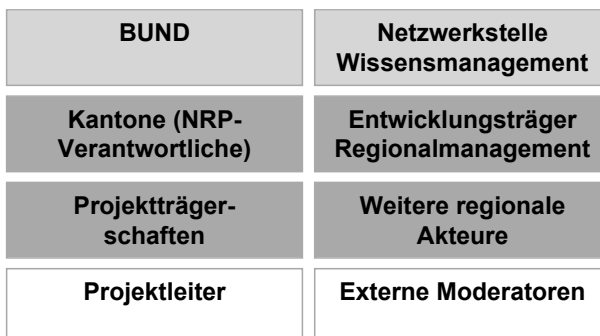 BUND
Netzwerkstelle
Wissensmanagement
Kantone (NRP-
Verantwortliche)
Entwicklungsträger
Regionalmanagement
Projektträger-
schaften
Weitere regionale
Akteure
Projektleiter
Externe Moderatoren